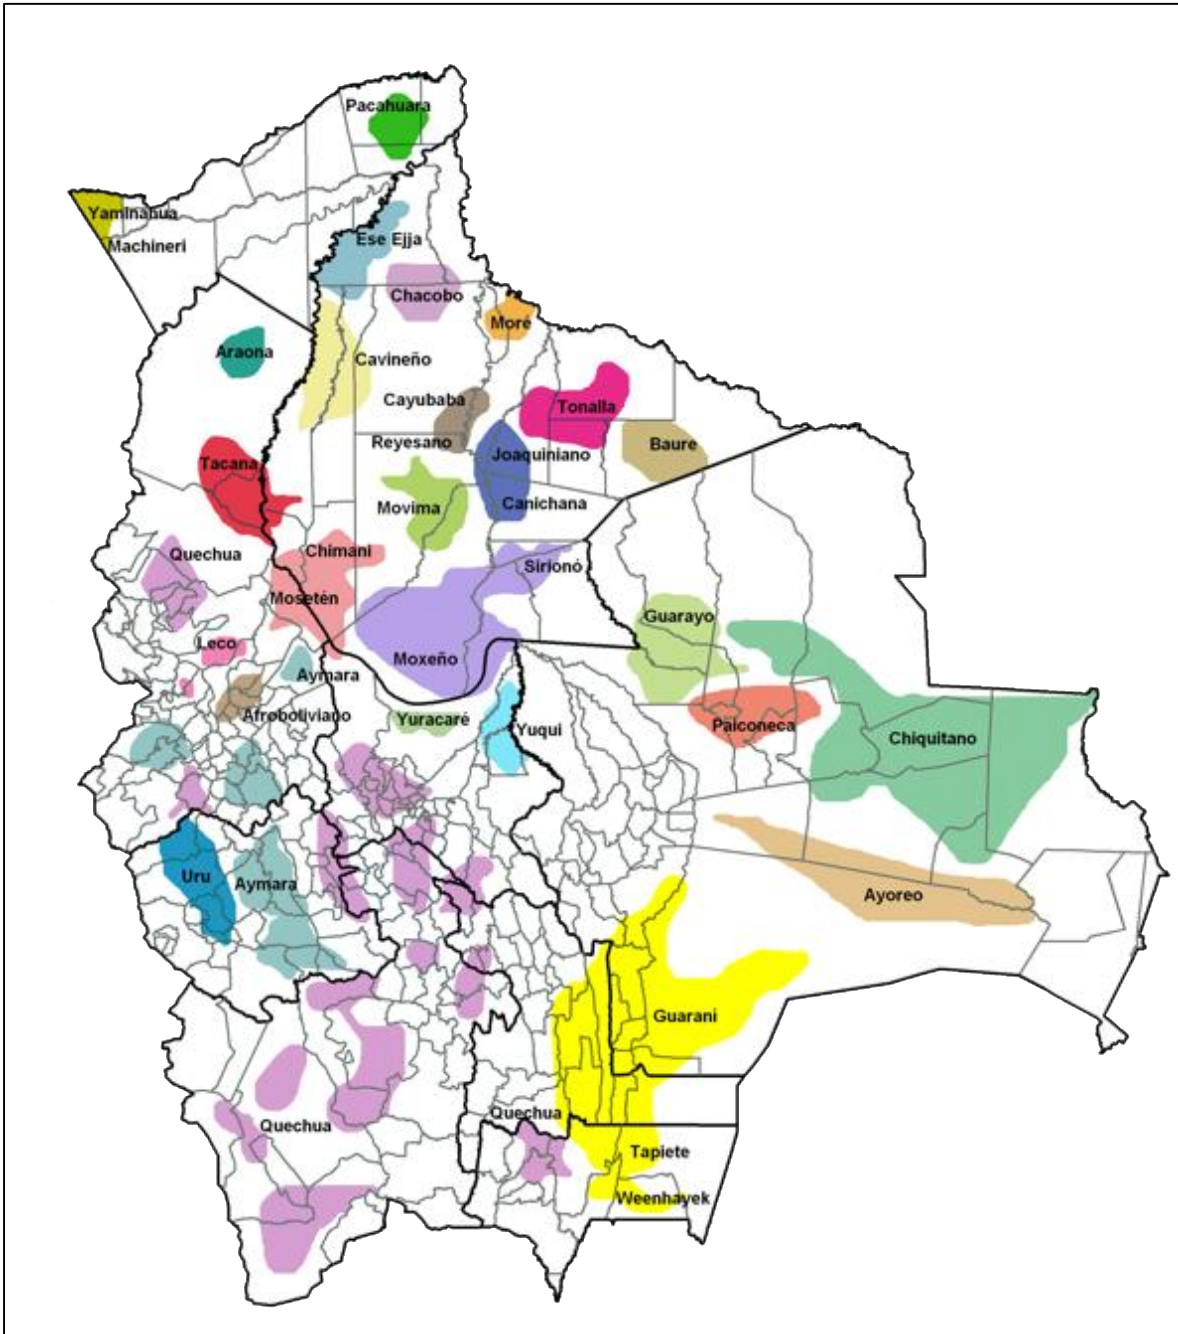 Pacahuara
Yaminahua
Machineri
Ese Ejja
Chacobo
Moré
Araona
Cavineño
Cayubaba
Tonalla
Reyesano
Baure
Joaquiniano
Tacana
Movima
Canichana
Quechua
Chimani
Sirionó
Mosetén
Guarayo
Leco
Moxeño
Aymara
Afroboliviano
Yuracaré
Yuqui
Paiconeca
Chiquitano
Uru
Aymara
Ayoreo
Guarani
Quechua
Quechua
Tapiete
Weenhayek